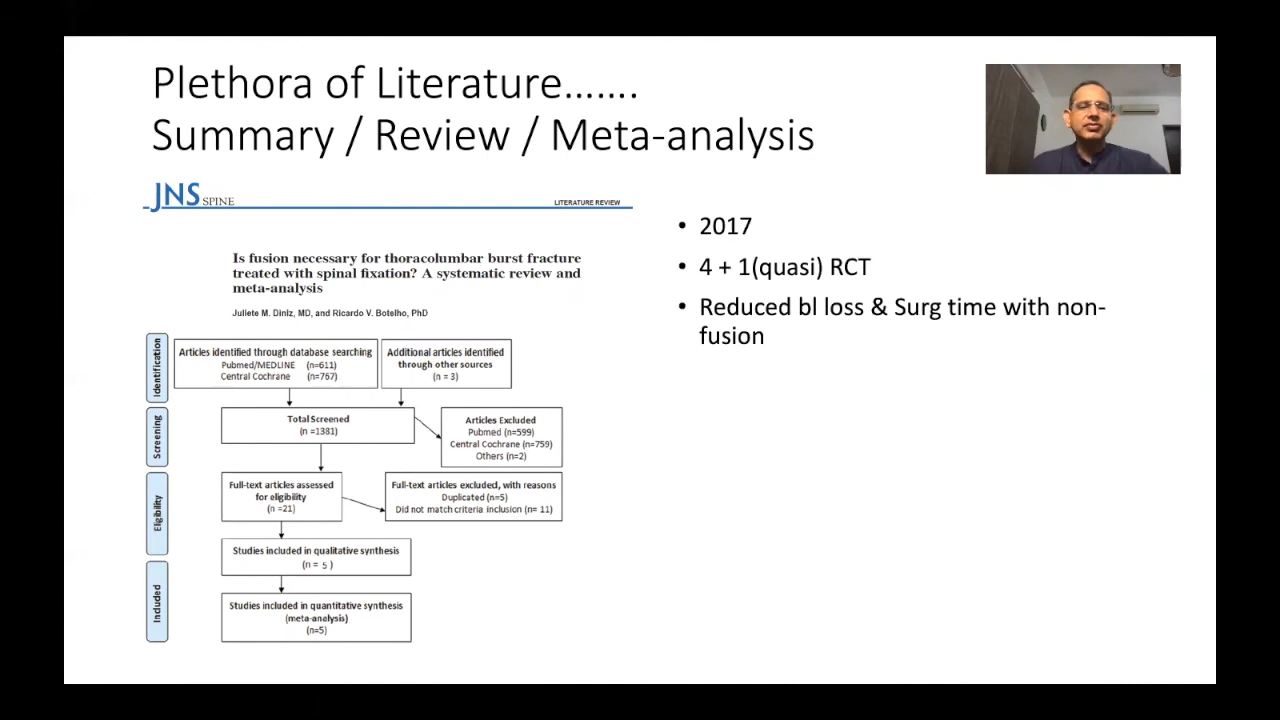 Plethora of Literature.......
Summary / Review / Meta-analysis
JNS SPINE
LITERATURE REVIEW
Is fusion necessary for thoracolumbar burst fracture
treated with spinal fixation? A systematic review and
meta-analysis
Juliete M. Diniz, MD, and Ricardo V. Botelho, PhD
Identification
Articles identified through database searching
Pubmed/MEDLINE (n=611)
Central Cochrane (n=767)
Additional articles identified
through other sources
(n = 3)
Screening
Total Screened
(n =1381)
Articles Excluded
Pubmed (n=599)
Central Cochrane (n=759)
Others (n=2)
Eligibility
Full-text articles assessed
for eligibility
(n =21)
Full-text articles excluded, with reasons
Duplicated (n=5)
Did not match criteria inclusion (n= 11)
Studies included in qualitative synthesis
(n = 5 )
Included
Studies included in quantitative synthesis
(meta-analysis)
(n=5)
• 2017
• 4 + 1(quasi) RCT
• Reduced bl loss & Surg time with non-
fusion